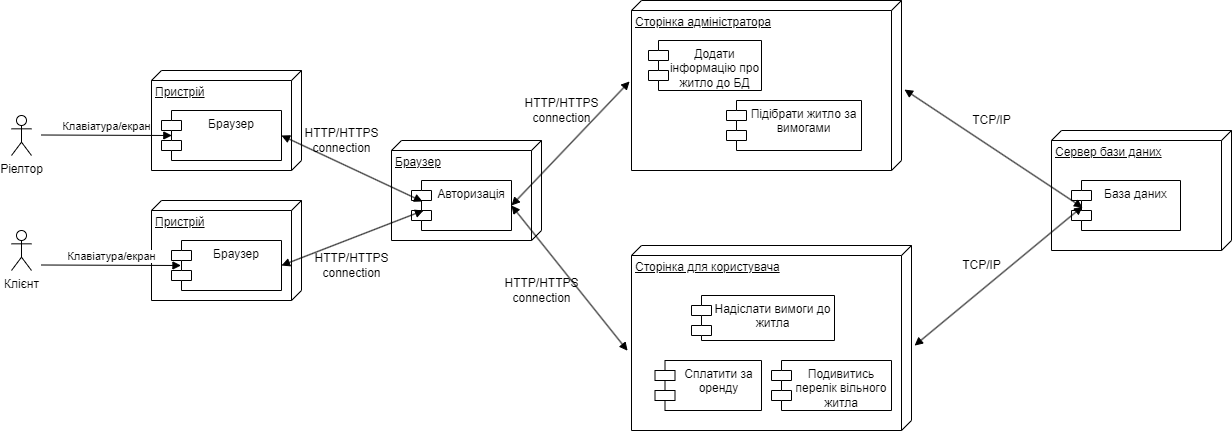 Сторінка адміністратора
Додати
інформацію про
житло до БД
Підібрати житло за
вимогами
Пристрій
Браузер
Клавіатура/екран
Ріелтор
HTTP/HTTPS
connection
HTTP/HTTPS
connection
TCP/IP
Браузер
Авторизація
Сервер бази даних
База даних
Пристрій
Браузер
Клавіатура/екран
Клієнт
HTTP/HTTPS
connection
HTTP/HTTPS
connection
TCP/IP
Сторінка для користувача
Надіслати вимоги до
житла
Сплатити за
оренду
Подивитись
перелік вільного
житла